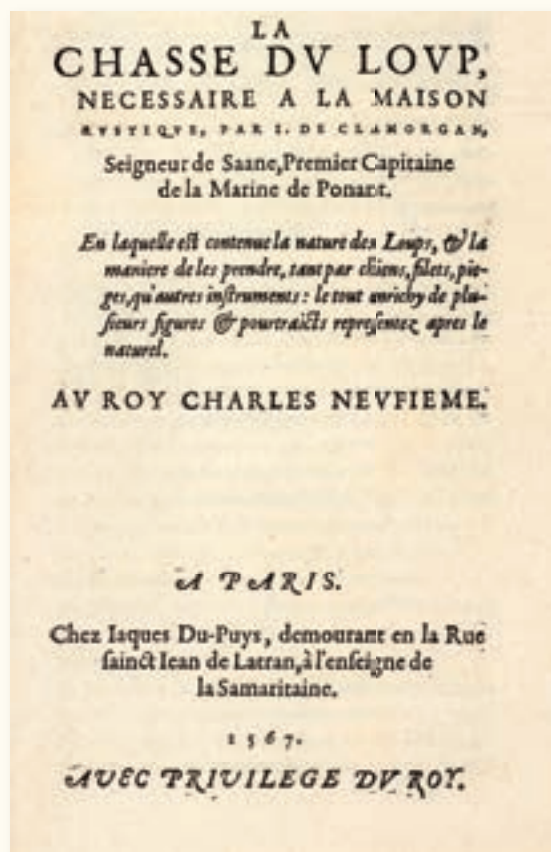 LA
CHASSE DV LOVP,
NECESSAIRE A LA MAISON
RVSTIQVE, PAR I. DE CLAMORGAN,
Seigneur de Saane, Premier Capitaine
de la Marine de Ponant.
En laquelle est contenue la nature des Loups, & la
maniere de les prendre, tant par chiens, filets, pie-
ges, qu'autres instruments: le tout enrichy de plu-
sieurs figures & pourtraicts representez apres le
naturel.
AV ROY CHARLES NEVFIEME.
A PARIS.
Chez Iaques Du-Puys, demourant en la Rue
sainct Iean de Latran, à l'enseigne de
la Samaritaine.
1567.
AVEC PRIVILEGE DV ROY.